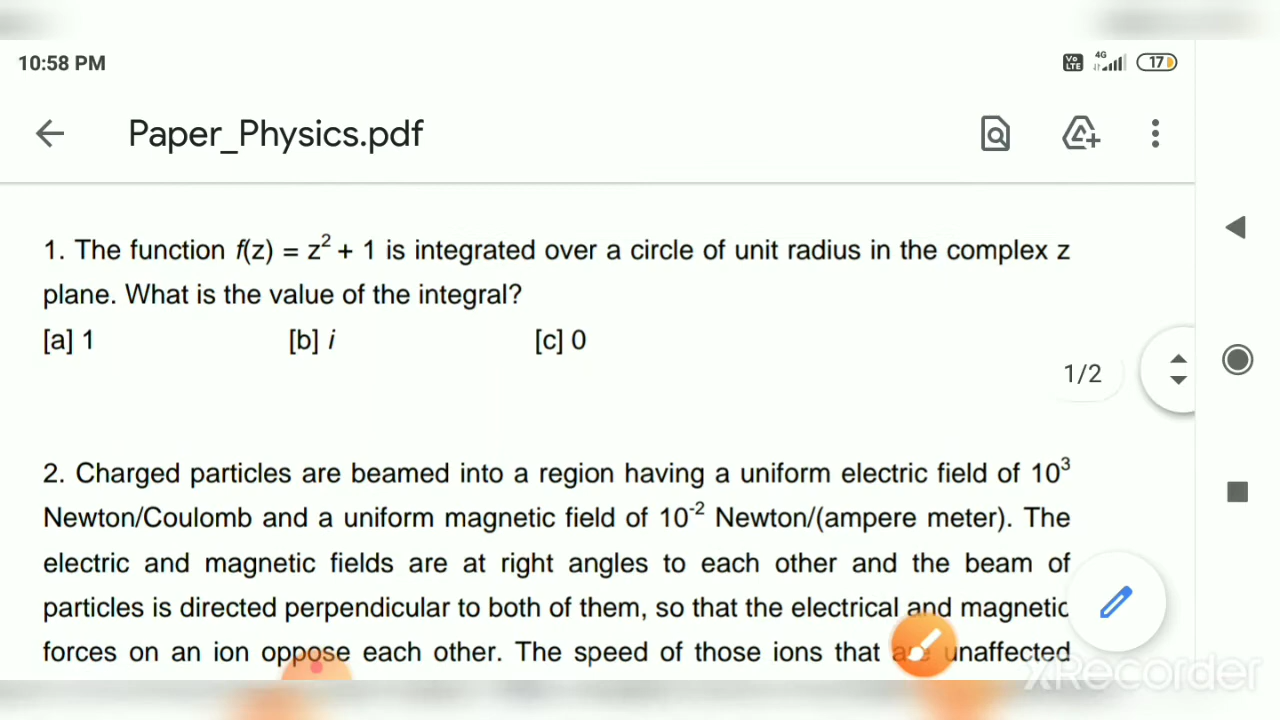 10:58 PM
Vo LTE 4G 17
Paper_Physics.pdf
1. The function f(z) = z² + 1 is integrated over a circle of unit radius in the complex z
plane. What is the value of the integral?
[a] 1 [b] i [c] 0
1/2
2. Charged particles are beamed into a region having a uniform electric field of 10³
Newton/Coulomb and a uniform magnetic field of 10⁻² Newton/(ampere meter). The
electric and magnetic fields are at right angles to each other and the beam of
particles is directed perpendicular to both of them, so that the electrical and magnetic
forces on an ion oppose each other. The speed of those ions that are unaffected
XRecorder